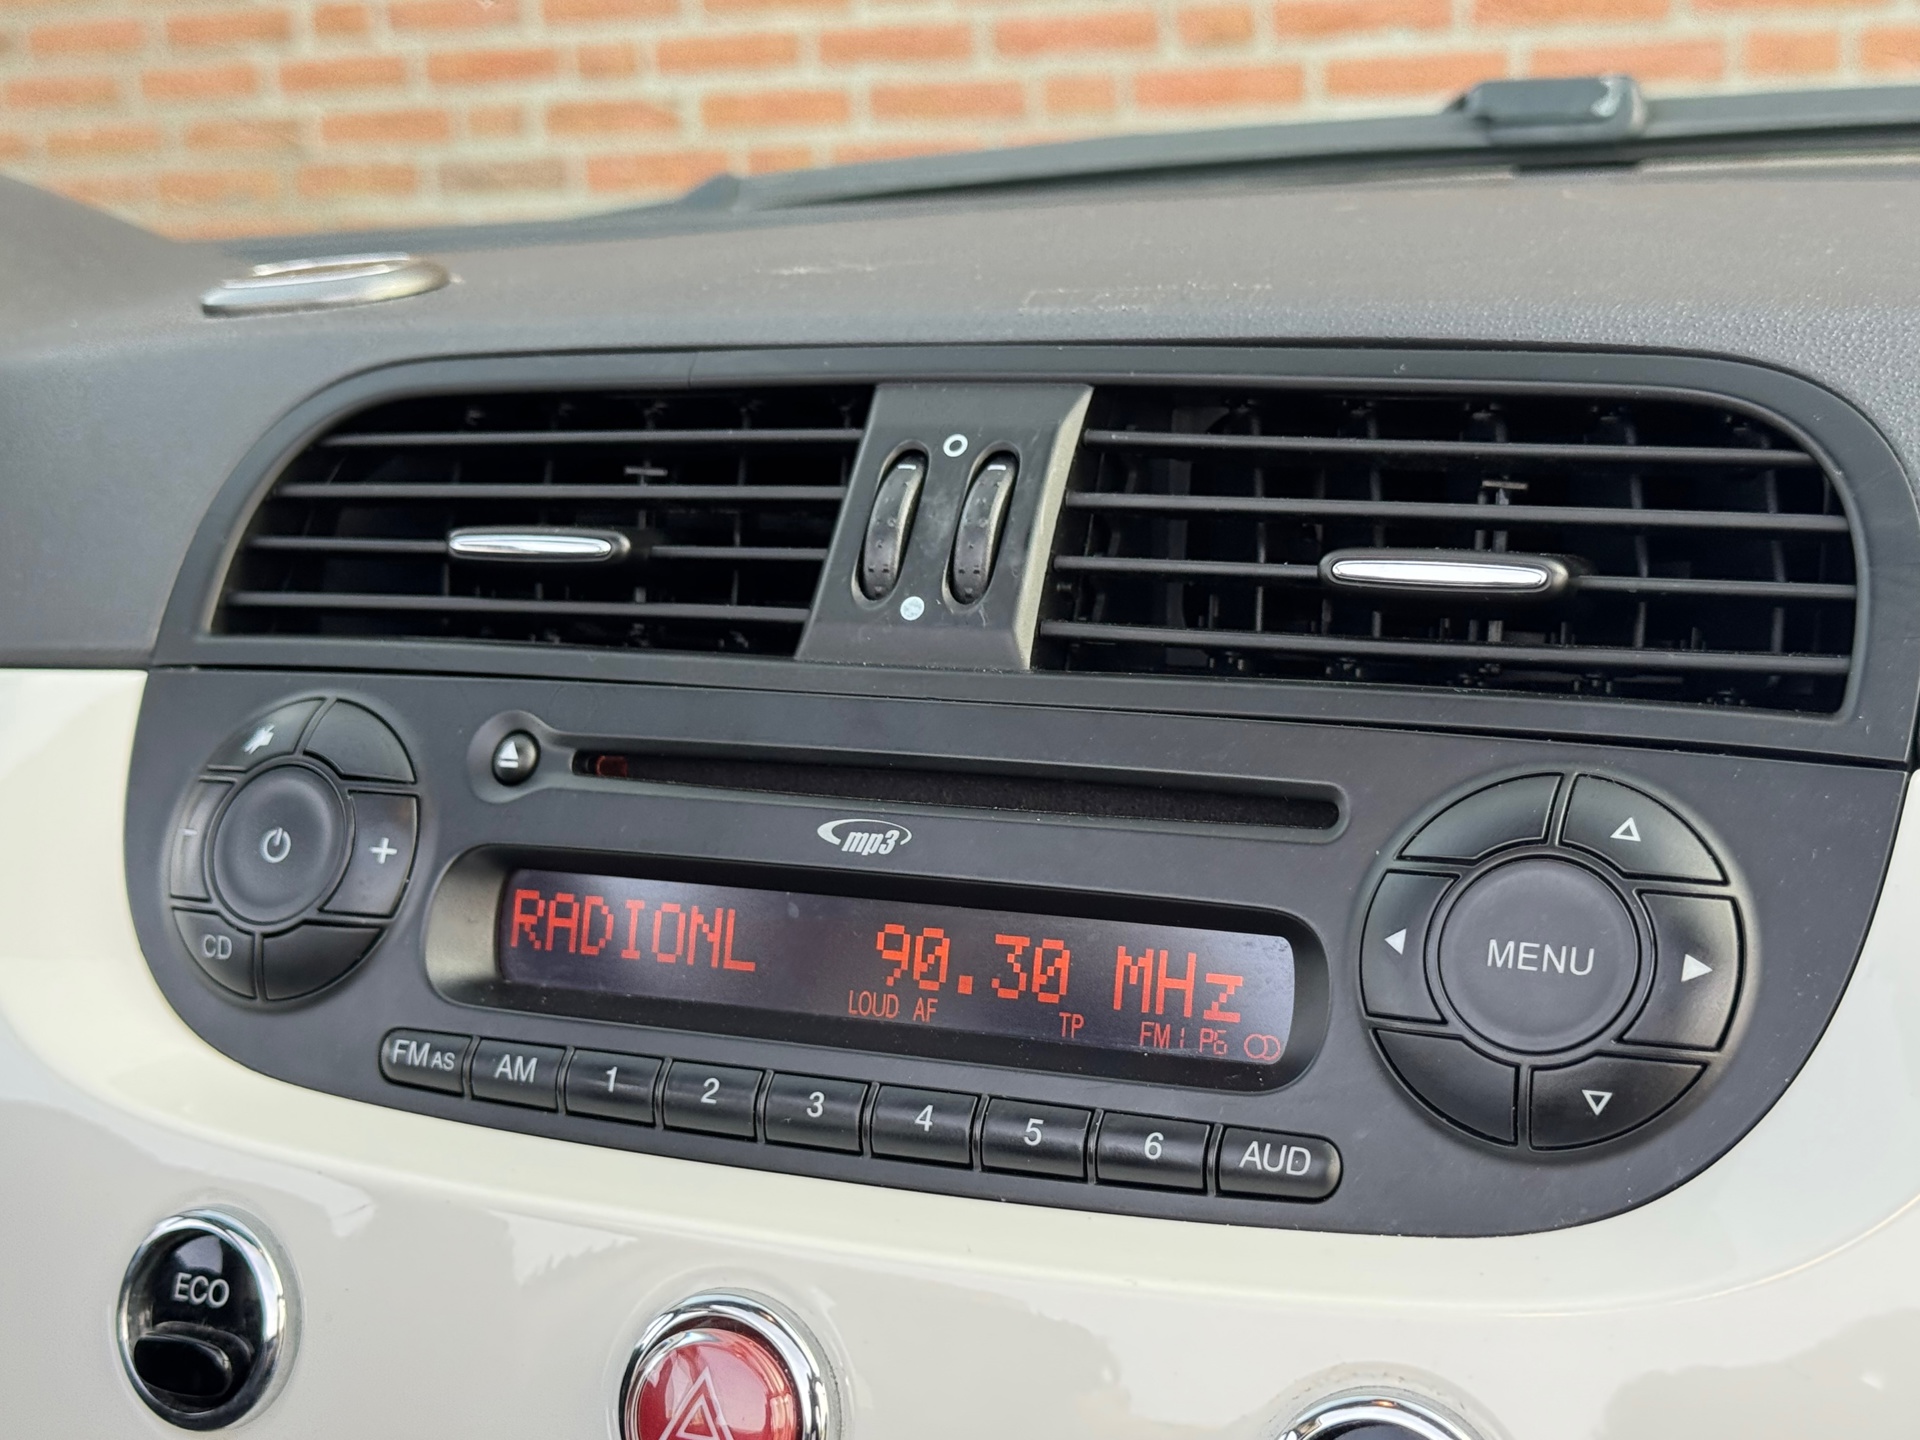 mp3
RADIONL 90.30 MHz
LOUD AF TP FM1 P6
CD
MENU
FM AS AM 1 2 3 4 5 6 AUD
ECO